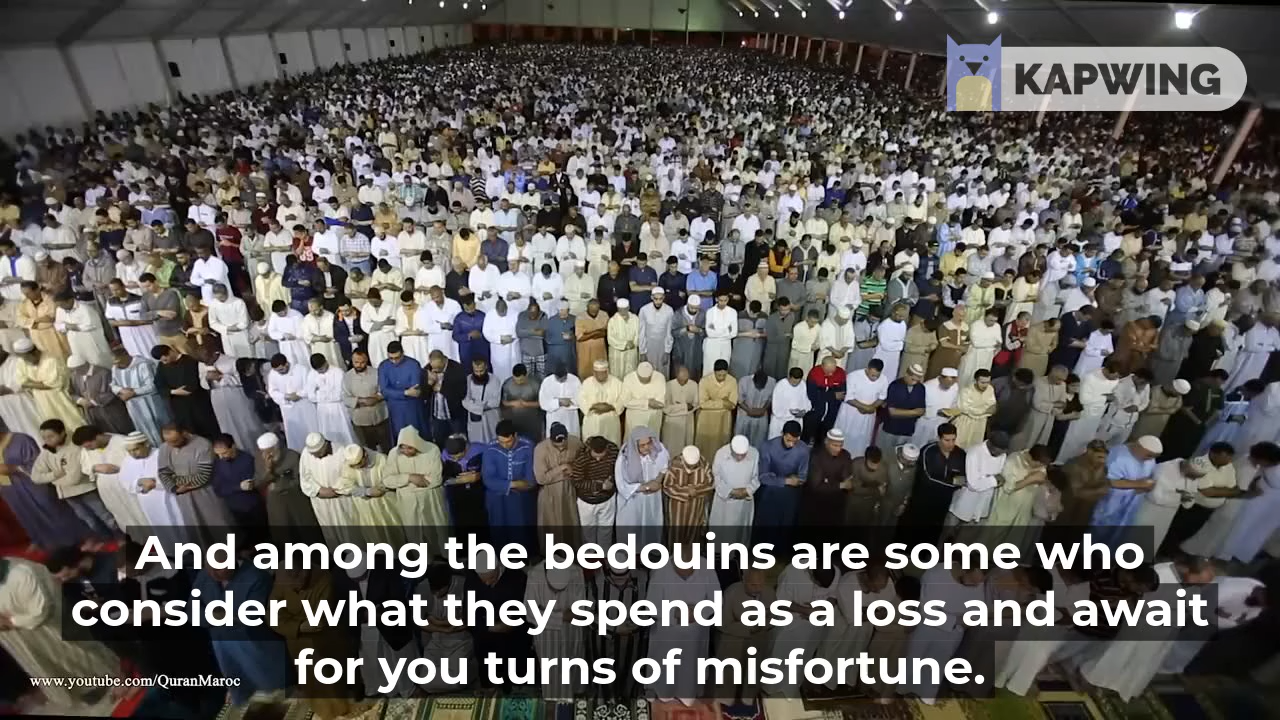 KAPWING
And among the bedouins are some who
consider what they spend as a loss and await
for you turns of misfortune.
www.youtube.com/QuranMaroc